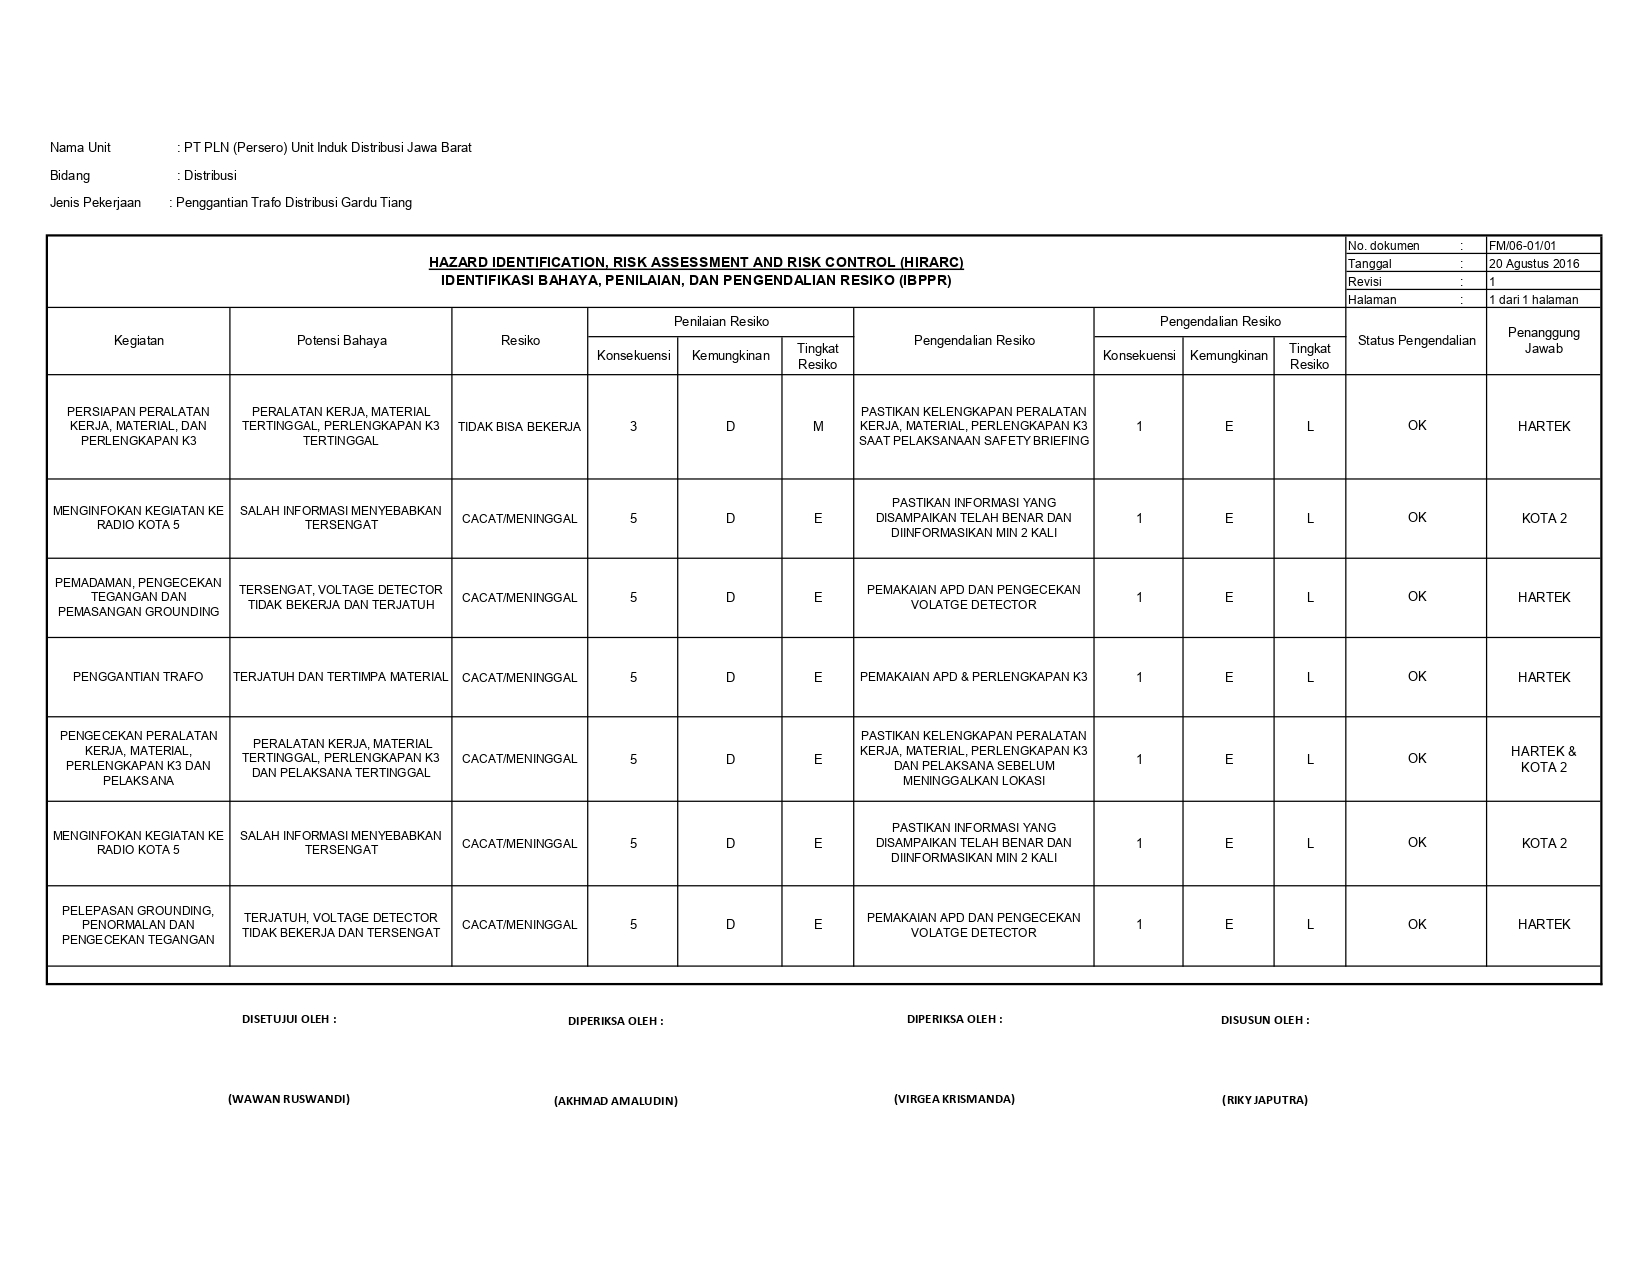 Nama Unit : PT PLN (Persero) Unit Induk Distribusi Jawa Barat
Bidang : Distribusi
Jenis Pekerjaan : Penggantian Trafo Distribusi Gardu Tiang
HAZARD IDENTIFICATION, RISK ASSESSMENT AND RISK CONTROL (HIRARC)
IDENTIFIKASI BAHAYA, PENILAIAN, DAN PENGENDALIAN RESIKO (IBPPR)
No. dokumen : FM/06-01/01
Tanggal : 20 Agustus 2016
Revisi : 1
Halaman : 1 dari 1 halaman
Kegiatan
Potensi Bahaya
Resiko
Penilaian Resiko
Konsekuensi
Kemungkinan
Tingkat
Resiko
Pengendalian Resiko
Pengendalian Resiko
Konsekuensi
Kemungkinan
Tingkat
Resiko
Status Pengendalian
Penanggung
Jawab
PERSIAPAN PERALATAN
KERJA, MATERIAL, DAN
PERLENGKAPAN K3
PERALATAN KERJA, MATERIAL
TERTINGGAL, PERLENGKAPAN K3
TERTINGGAL
TIDAK BISA BEKERJA
3
D
M
PASTIKAN KELENGKAPAN PERALATAN
KERJA, MATERIAL, PERLENGKAPAN K3
SAAT PELAKSANAAN SAFETY BRIEFING
1
E
L
OK
HARTEK
MENGINFOKAN KEGIATAN KE
RADIO KOTA 5
SALAH INFORMASI MENYEBABKAN
TERSENGAT
CACAT/MENINGGAL
5
D
E
PASTIKAN INFORMASI YANG
DISAMPAIKAN TELAH BENAR DAN
DIINFORMASIKAN MIN 2 KALI
1
E
L
OK
KOTA 2
PEMADAMAN, PENGECEKAN
TEGANGAN DAN
PEMASANGAN GROUNDING
TERSENGAT, VOLTAGE DETECTOR
TIDAK BEKERJA DAN TERJATUH
CACAT/MENINGGAL
5
D
E
PEMAKAIAN APD DAN PENGECEKAN
VOLATGE DETECTOR
1
E
L
OK
HARTEK
PENGGANTIAN TRAFO
TERJATUH DAN TERTIMPA MATERIAL
CACAT/MENINGGAL
5
D
E
PEMAKAIAN APD & PERLENGKAPAN K3
1
E
L
OK
HARTEK
PENGECEKAN PERALATAN
KERJA, MATERIAL,
PERLENGKAPAN K3 DAN
PELAKSANA
PERALATAN KERJA, MATERIAL
TERTINGGAL, PERLENGKAPAN K3
DAN PELAKSANA TERTINGGAL
CACAT/MENINGGAL
5
D
E
PASTIKAN KELENGKAPAN PERALATAN
KERJA, MATERIAL, PERLENGKAPAN K3
DAN PELAKSANA SEBELUM
MENINGGALKAN LOKASI
1
E
L
OK
HARTEK &
KOTA 2
MENGINFOKAN KEGIATAN KE
RADIO KOTA 5
SALAH INFORMASI MENYEBABKAN
TERSENGAT
CACAT/MENINGGAL
5
D
E
PASTIKAN INFORMASI YANG
DISAMPAIKAN TELAH BENAR DAN
DIINFORMASIKAN MIN 2 KALI
1
E
L
OK
KOTA 2
PELEPASAN GROUNDING,
PENORMALAN DAN
PENGECEKAN TEGANGAN
TERJATUH, VOLTAGE DETECTOR
TIDAK BEKERJA DAN TERSENGAT
CACAT/MENINGGAL
5
D
E
PEMAKAIAN APD DAN PENGECEKAN
VOLATGE DETECTOR
1
E
L
OK
HARTEK
DISETUJUI OLEH :
DIPERIKSA OLEH :
DIPERIKSA OLEH :
DISUSUN OLEH :
(WAWAN RUSWANDI)
(AKHMAD AMALUDIN)
(VIRGEA KRISMANDA)
(RIKY JAPUTRA)